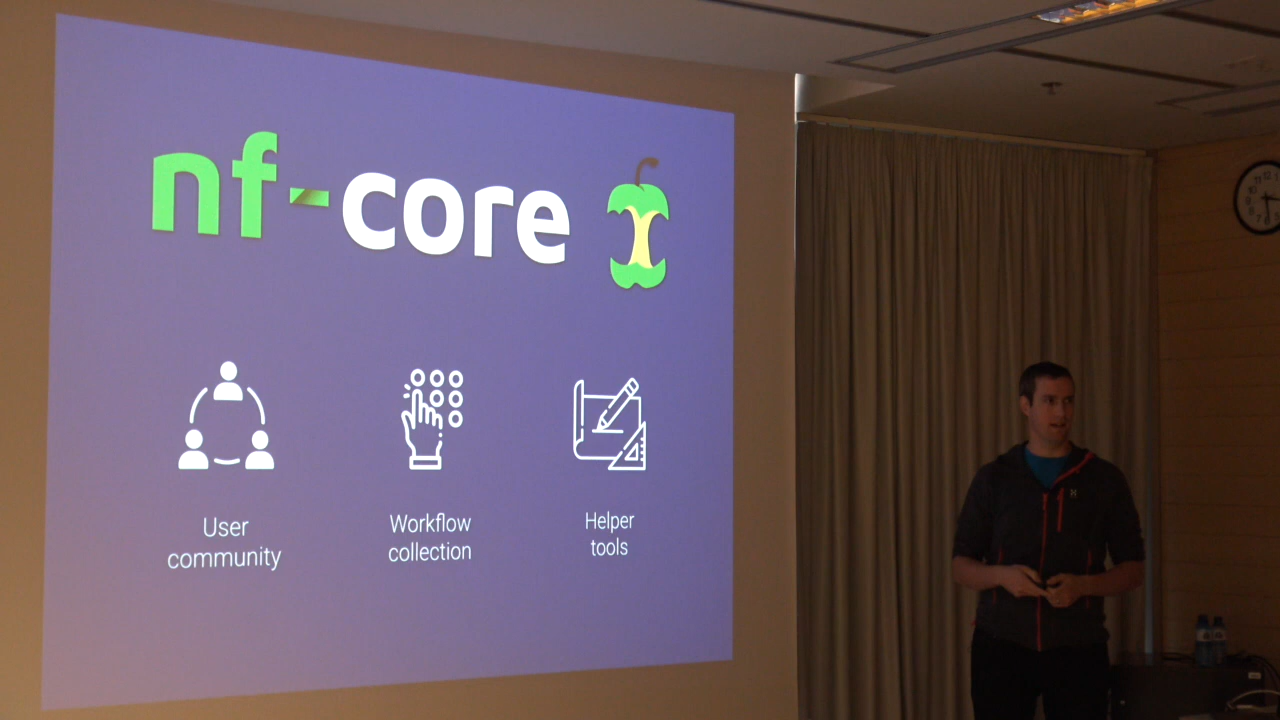 nf-core
User
community
Workflow
collection
Helper
tools